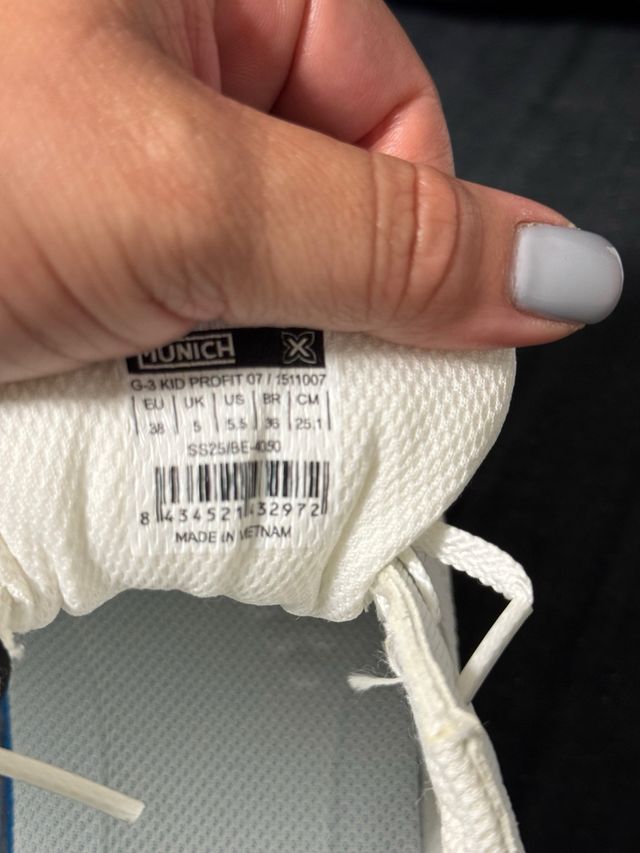 MUNICH
G-3 KID PROFIT 07 / 1511007
EU UK US BR CM
38 5 5.5 36 25.1
SS25/BE-4050
8 434521 432972
MADE IN VIETNAM